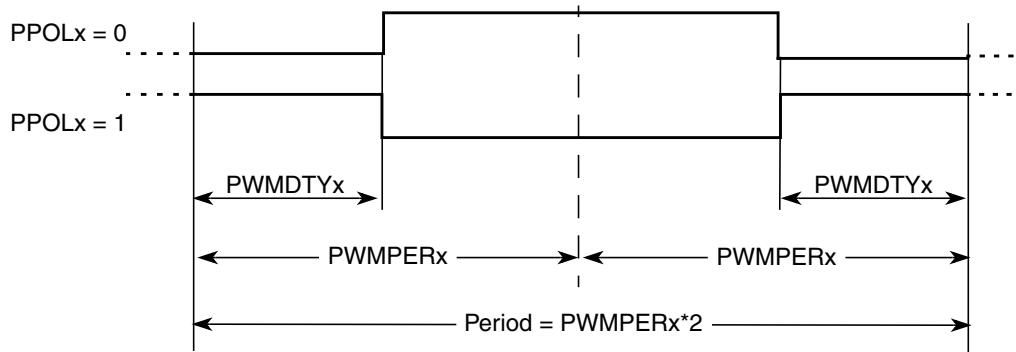 PPOLx = 0
PPOLx = 1
PWMDTYx
PWMDTYx
PWMPERx
PWMPERx
Period = PWMPERx*2